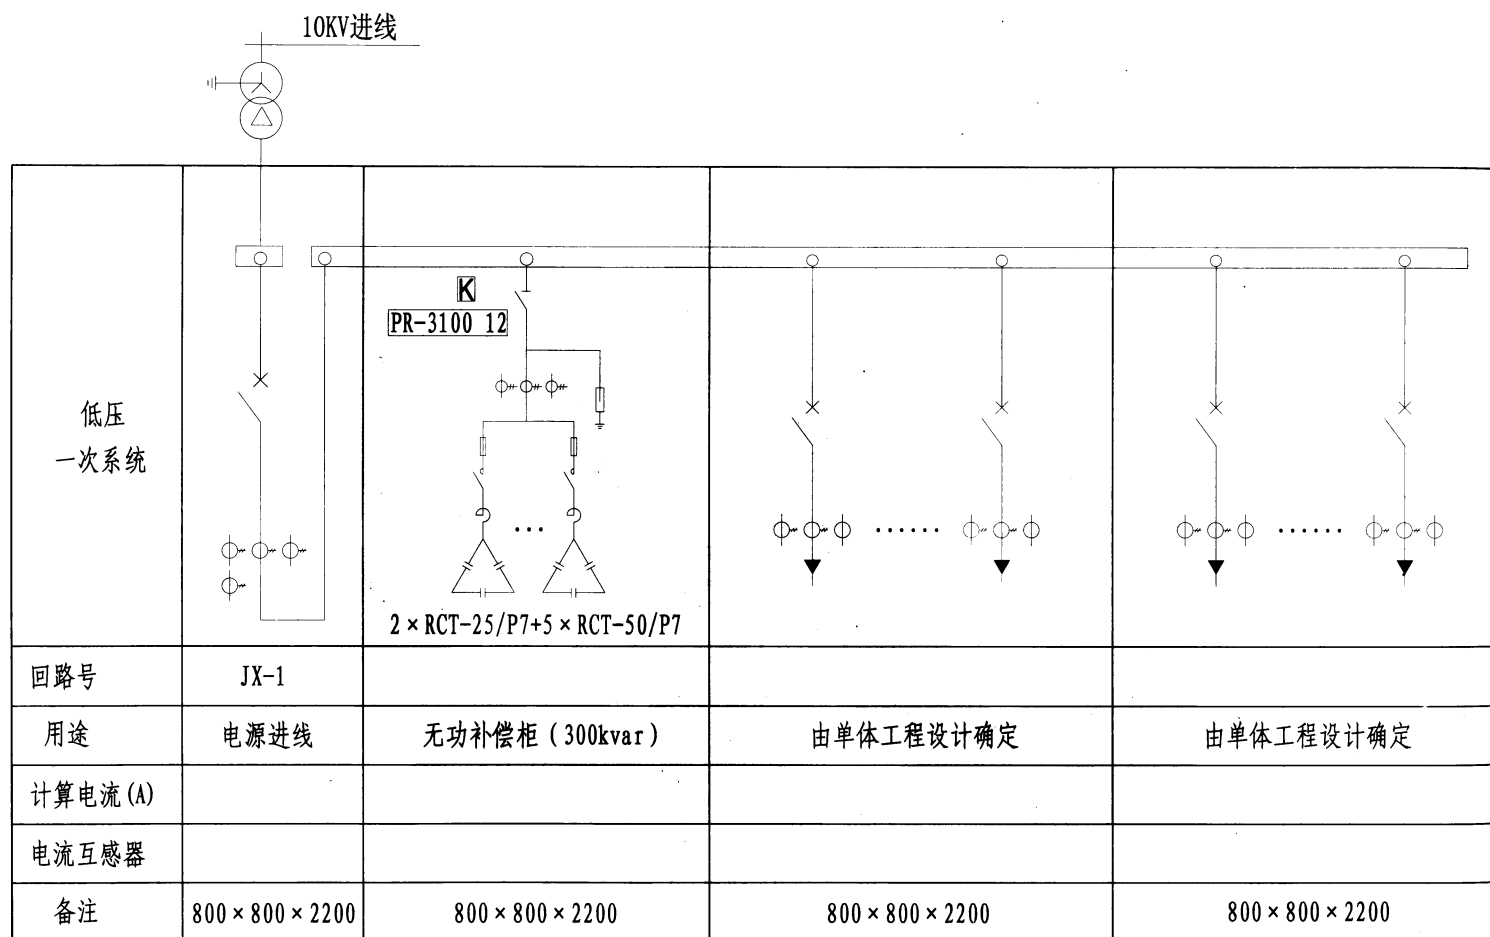 10KV进线
低压
一次系统
K
PR-3100 12
2×RCT-25/P7+5×RCT-50/P7
回路号
JX-1
用途
电源进线
无功补偿柜(300kvar)
由单体工程设计确定
由单体工程设计确定
计算电流(A)
电流互感器
备注
800×800×2200
800×800×2200
800×800×2200
800×800×2200